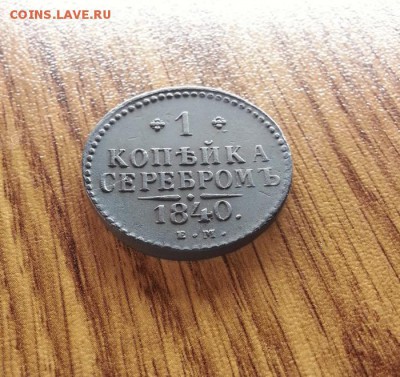 COINS.LAVE.RU
1
КОПѢЙКА
СЕРЕБРОМЪ
1840.
Е.М.